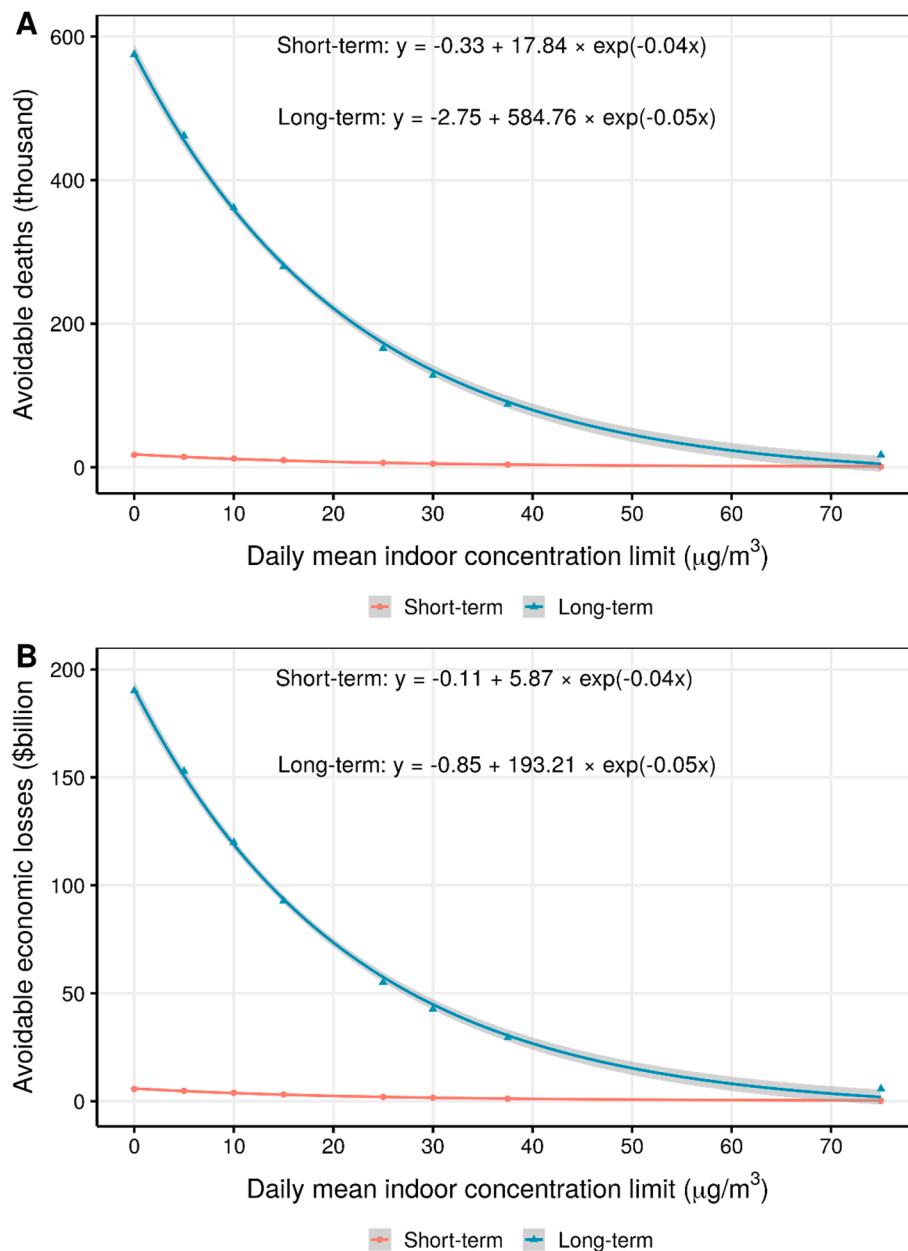 A
Avoidable deaths (thousand)
600
400
200
0
Short-term: y = -0.33 + 17.84 × exp(-0.04x)
Long-term: y = -2.75 + 584.76 × exp(-0.05x)
0 10 20 30 40 50 60 70
Daily mean indoor concentration limit (μg/m³)
Short-term Long-term
B
Avoidable economic losses ($billion
200
150
100
50
0
Short-term: y = -0.11 + 5.87 × exp(-0.04x)
Long-term: y = -0.85 + 193.21 × exp(-0.05x)
0 10 20 30 40 50 60 70
Daily mean indoor concentration limit (μg/m³)
Short-term Long-term